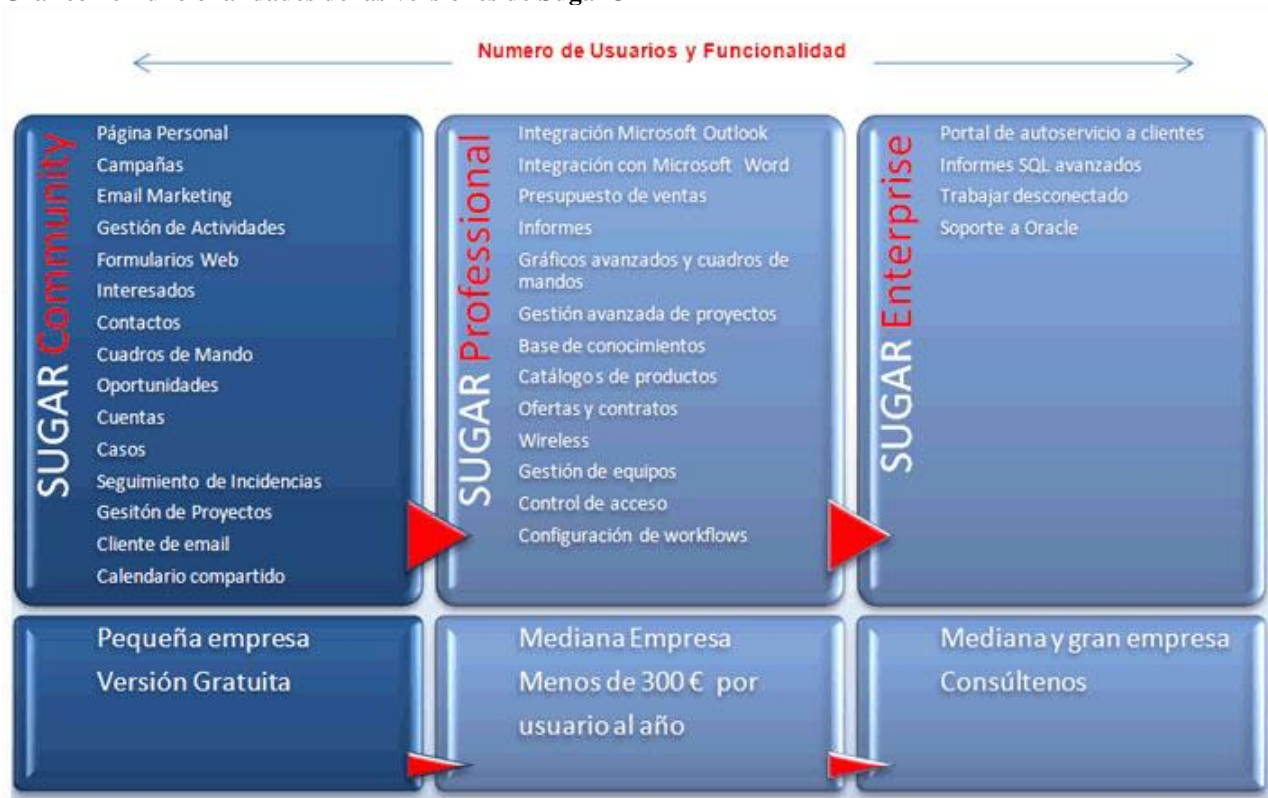 Numero de Usuarios y Funcionalidad
SUGAR Community
Página Personal
Campañas
Email Marketing
Gestión de Actividades
Formularios Web
Interesados
Contactos
Cuadros de Mando
Oportunidades
Cuentas
Casos
Seguimiento de Incidencias
Gesitón de Proyectos
Cliente de email
Calendario compartido
Pequeña empresa
Versión Gratuita
SUGAR Professional
Integración Microsoft Outlook
Integración con Microsoft Word
Presupuesto de ventas
Informes
Gráficos avanzados y cuadros de
mandos
Gestión avanzada de proyectos
Base de conocimientos
Catálogos de productos
Ofertas y contratos
Wireless
Gestión de equipos
Control de acceso
Configuración de workflows
Mediana Empresa
Menos de 300 € por
usuario al año
SUGAR Enterprise
Portal de autoservicio a clientes
Informes SQL avanzados
Trabajar desconectado
Soporte a Oracle
Mediana y gran empresa
Consúltenos